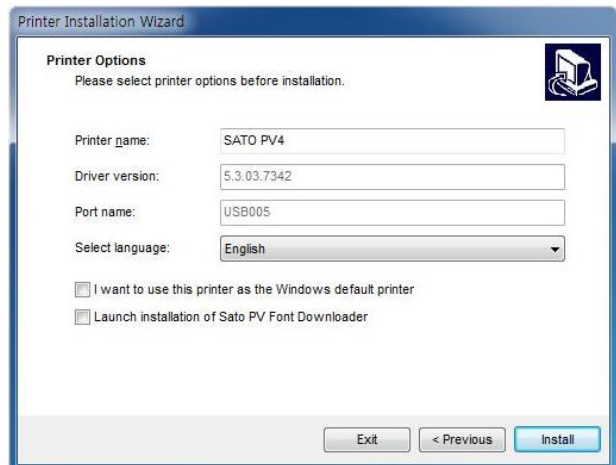 Printer Installation Wizard
Printer Options
Please select printer options before installation.
Printer name: SATO PV4
Driver version: 5.3.03.7342
Port name: USB005
Select language: English
I want to use this printer as the Windows default printer
Launch installation of Sato PV Font Downloader
Exit < Previous Install